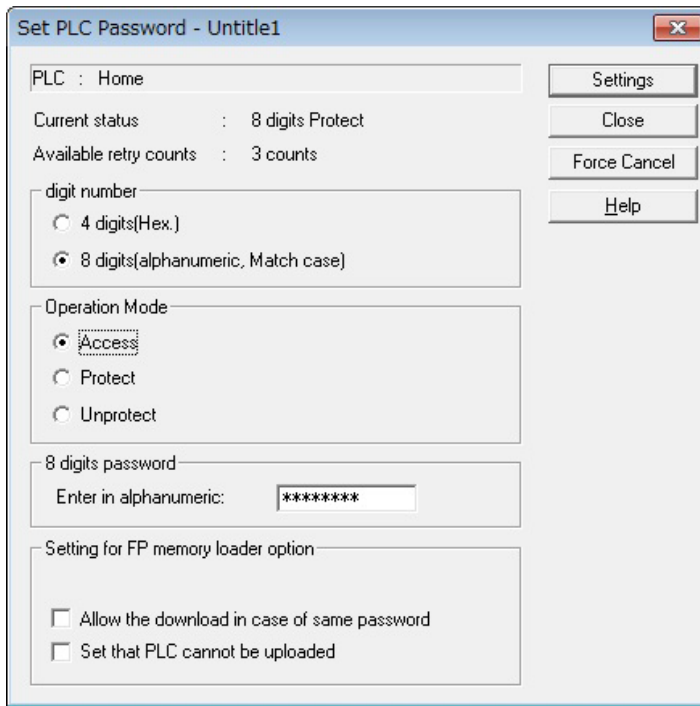 Set PLC Password - Untitle1
PLC : Home
Settings
Current status : 8 digits Protect
Close
Available retry counts : 3 counts
Force Cancel
digit number
Help
4 digits(Hex.)
8 digits(alphanumeric, Match case)
Operation Mode
Access
Protect
Unprotect
8 digits password
Enter in alphanumeric: ********
Setting for FP memory loader option
Allow the download in case of same password
Set that PLC cannot be uploaded